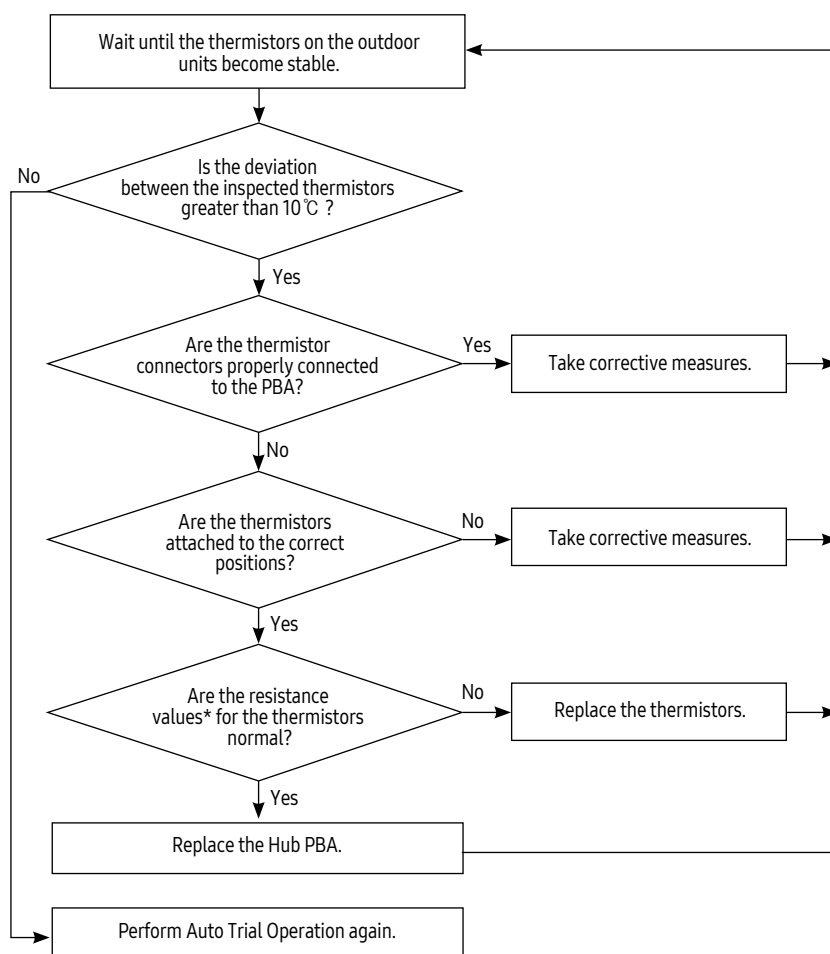 Wait until the thermistors on the outdoor
units become stable.
Is the deviation
between the inspected thermistors
greater than 10℃ ?
No
Yes
Are the thermistor
connectors properly connected
to the PBA?
Yes
Take corrective measures.
No
Are the thermistors
attached to the correct
positions?
No
Take corrective measures.
Yes
Are the resistance
values* for the thermistors
normal?
No
Replace the thermistors.
Yes
Replace the Hub PBA.
Perform Auto Trial Operation again.